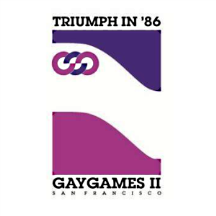 TRIUMPH IN '86
GAYGAMES II
SAN FRANCISCO